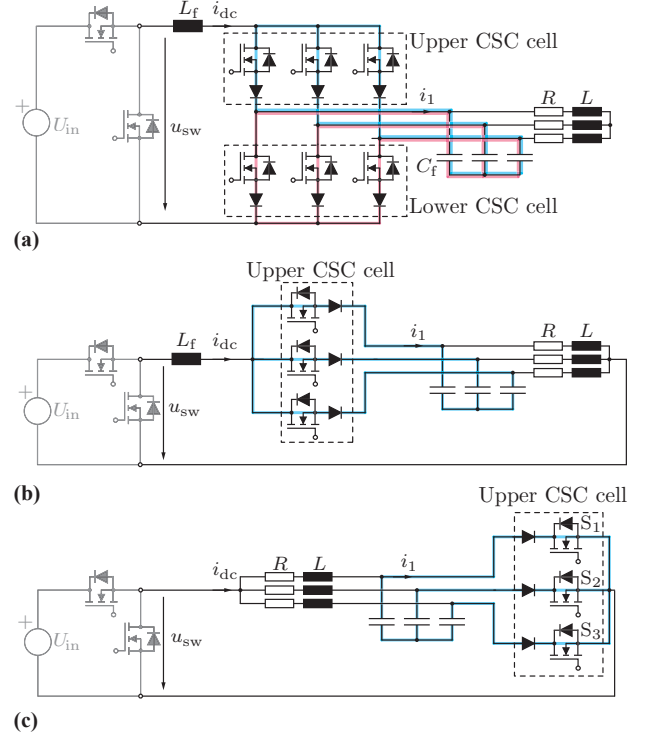 L_f i_dc
Upper CSC cell
+
U_in
u_sw
i_1
R L
C_f
Lower CSC cell
(a)
Upper CSC cell
L_f i_dc
i_1
R L
+
U_in
u_sw
(b)
Upper CSC cell
S_1
i_dc
R L
i_1
S_2
+
U_in
u_sw
S_3
(c)